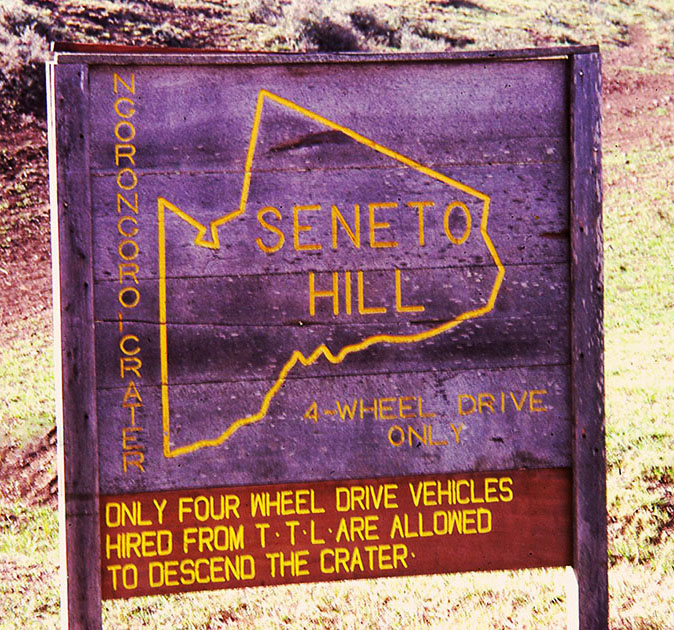 NGORONGORO CRATER
SENETO
HILL
4-WHEEL DRIVE
ONLY
ONLY FOUR WHEEL DRIVE VEHICLES
HIRED FROM T.T.L. ARE ALLOWED
TO DESCEND THE CRATER.